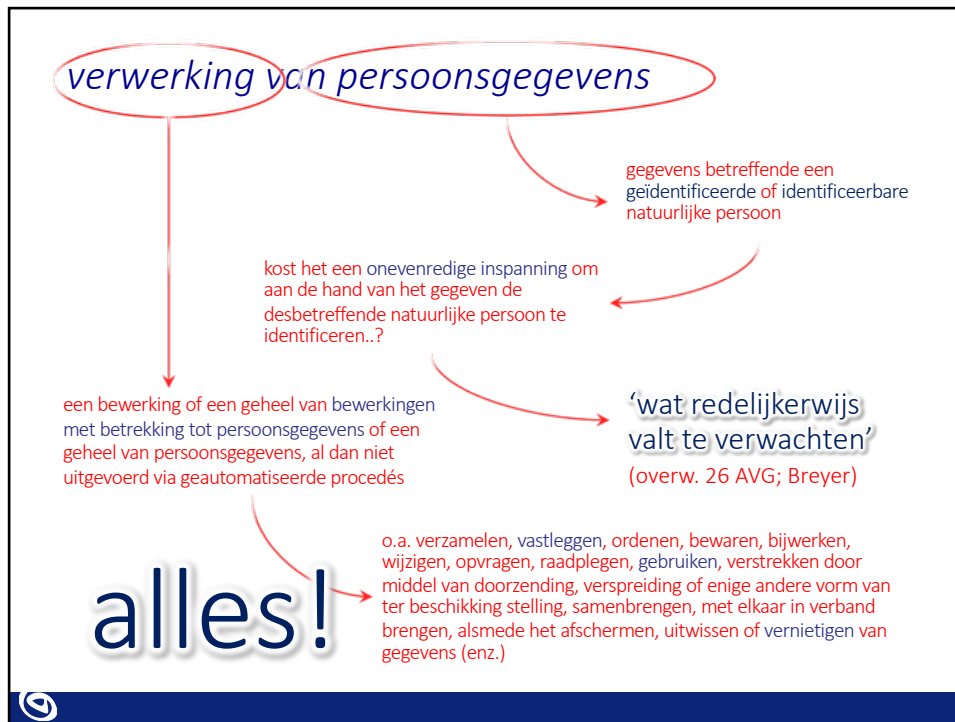 verwerking van persoonsgegevens
gegevens betreffende een
geïdentificeerde of identificeerbare
natuurlijke persoon
kost het een onevenredige inspanning om
aan de hand van het gegeven de
desbetreffende natuurlijke persoon te
identificeren..?
‘wat redelijkerwijs
valt te verwachten’
(overw. 26 AVG; Breyer)
een bewerking of een geheel van bewerkingen
met betrekking tot persoonsgegevens of een
geheel van persoonsgegevens, al dan niet
uitgevoerd via geautomatiseerde procedés
o.a. verzamelen, vastleggen, ordenen, bewaren, bijwerken,
wijzigen, opvragen, raadplegen, gebruiken, verstrekken door
middel van doorzending, verspreiding of enige andere vorm van
ter beschikking stelling, samenbrengen, met elkaar in verband
brengen, alsmede het afschermen, uitwissen of vernietigen van
gegevens (enz.)
alles!